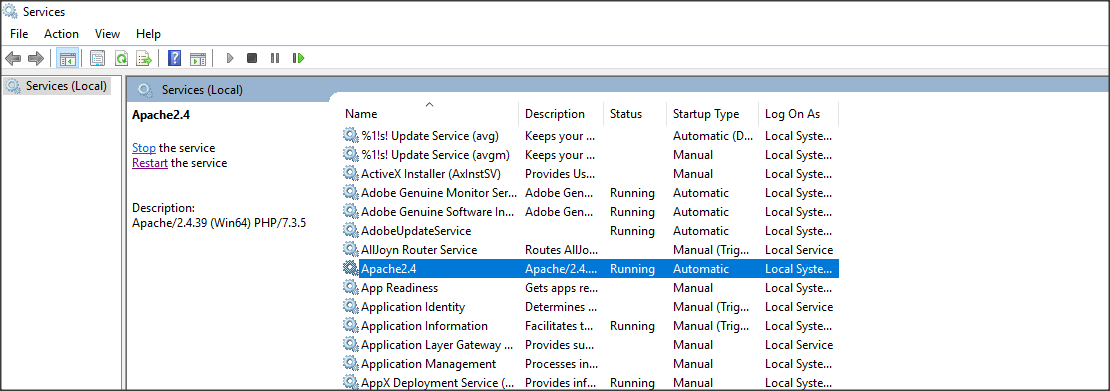 Services
File Action View Help
Services (Local)
Services (Local)
Apache2.4
Stop the service
Restart the service
Description:
Apache/2.4.39 (Win64) PHP/7.3.5
Name Description Status Startup Type Log On As
%1!s! Update Service (avg) Keeps your ... Automatic (D... Local Syste...
%1!s! Update Service (avgm) Keeps your ... Manual Local Syste...
ActiveX Installer (AxInstSV) Provides Us... Manual Local Syste...
Adobe Genuine Monitor Ser... Adobe Gen... Running Automatic Local Syste...
Adobe Genuine Software In... Adobe Gen... Running Automatic Local Syste...
AdobeUpdateService Running Automatic Local Syste...
AllJoyn Router Service Routes AllJo... Manual (Trig... Local Service
Apache2.4 Apache/2.4.... Running Automatic Local Syste...
App Readiness Gets apps re... Manual Local Syste...
Application Identity Determines ... Manual (Trig... Local Service
Application Information Facilitates t... Running Manual (Trig... Local Syste...
Application Layer Gateway ... Provides su... Manual Local Service
Application Management Processes in... Manual Local Syste...
AppX Deployment Service (... Provides inf... Running Manual Local Syste...